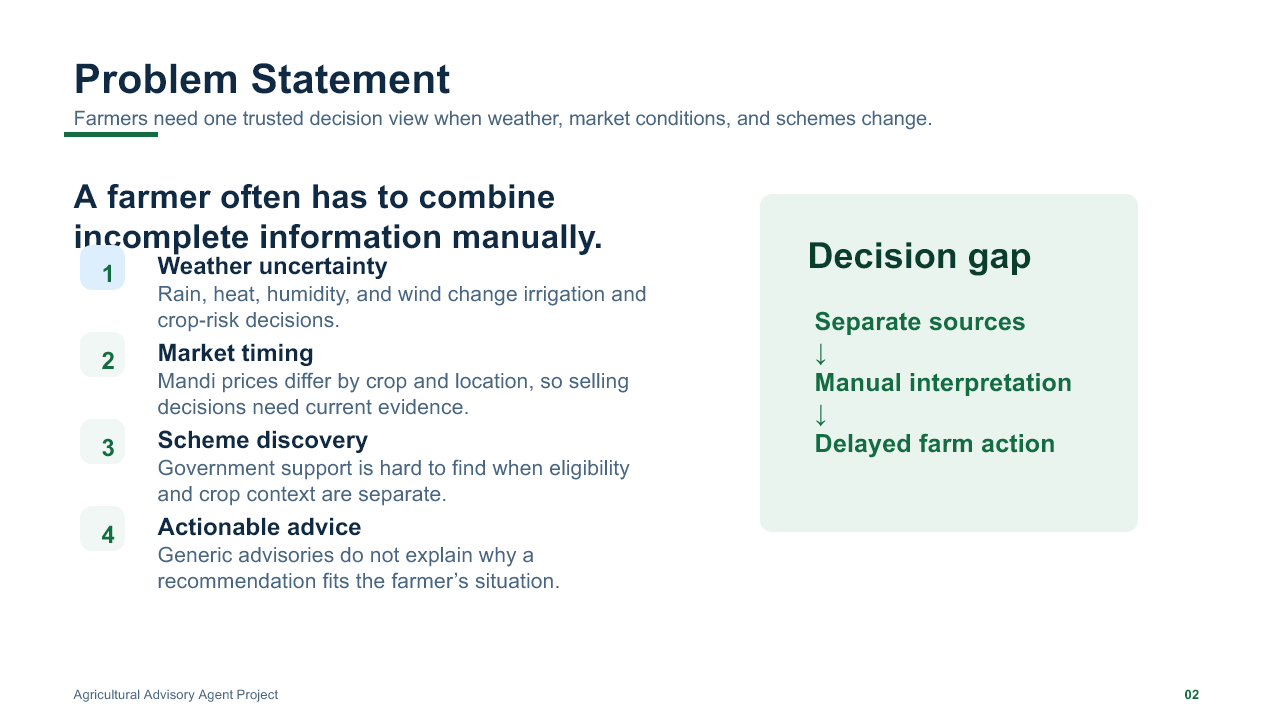 Problem Statement
Farmers need one trusted decision view when weather, market conditions, and schemes change.
A farmer often has to combine
incomplete information manually.
1
Weather uncertainty
Rain, heat, humidity, and wind change irrigation and
crop-risk decisions.
2
Market timing
Mandi prices differ by crop and location, so selling
decisions need current evidence.
3
Scheme discovery
Government support is hard to find when eligibility
and crop context are separate.
4
Actionable advice
Generic advisories do not explain why a
recommendation fits the farmer’s situation.
Decision gap
Separate sources
↓
Manual interpretation
↓
Delayed farm action
Agricultural Advisory Agent Project
02